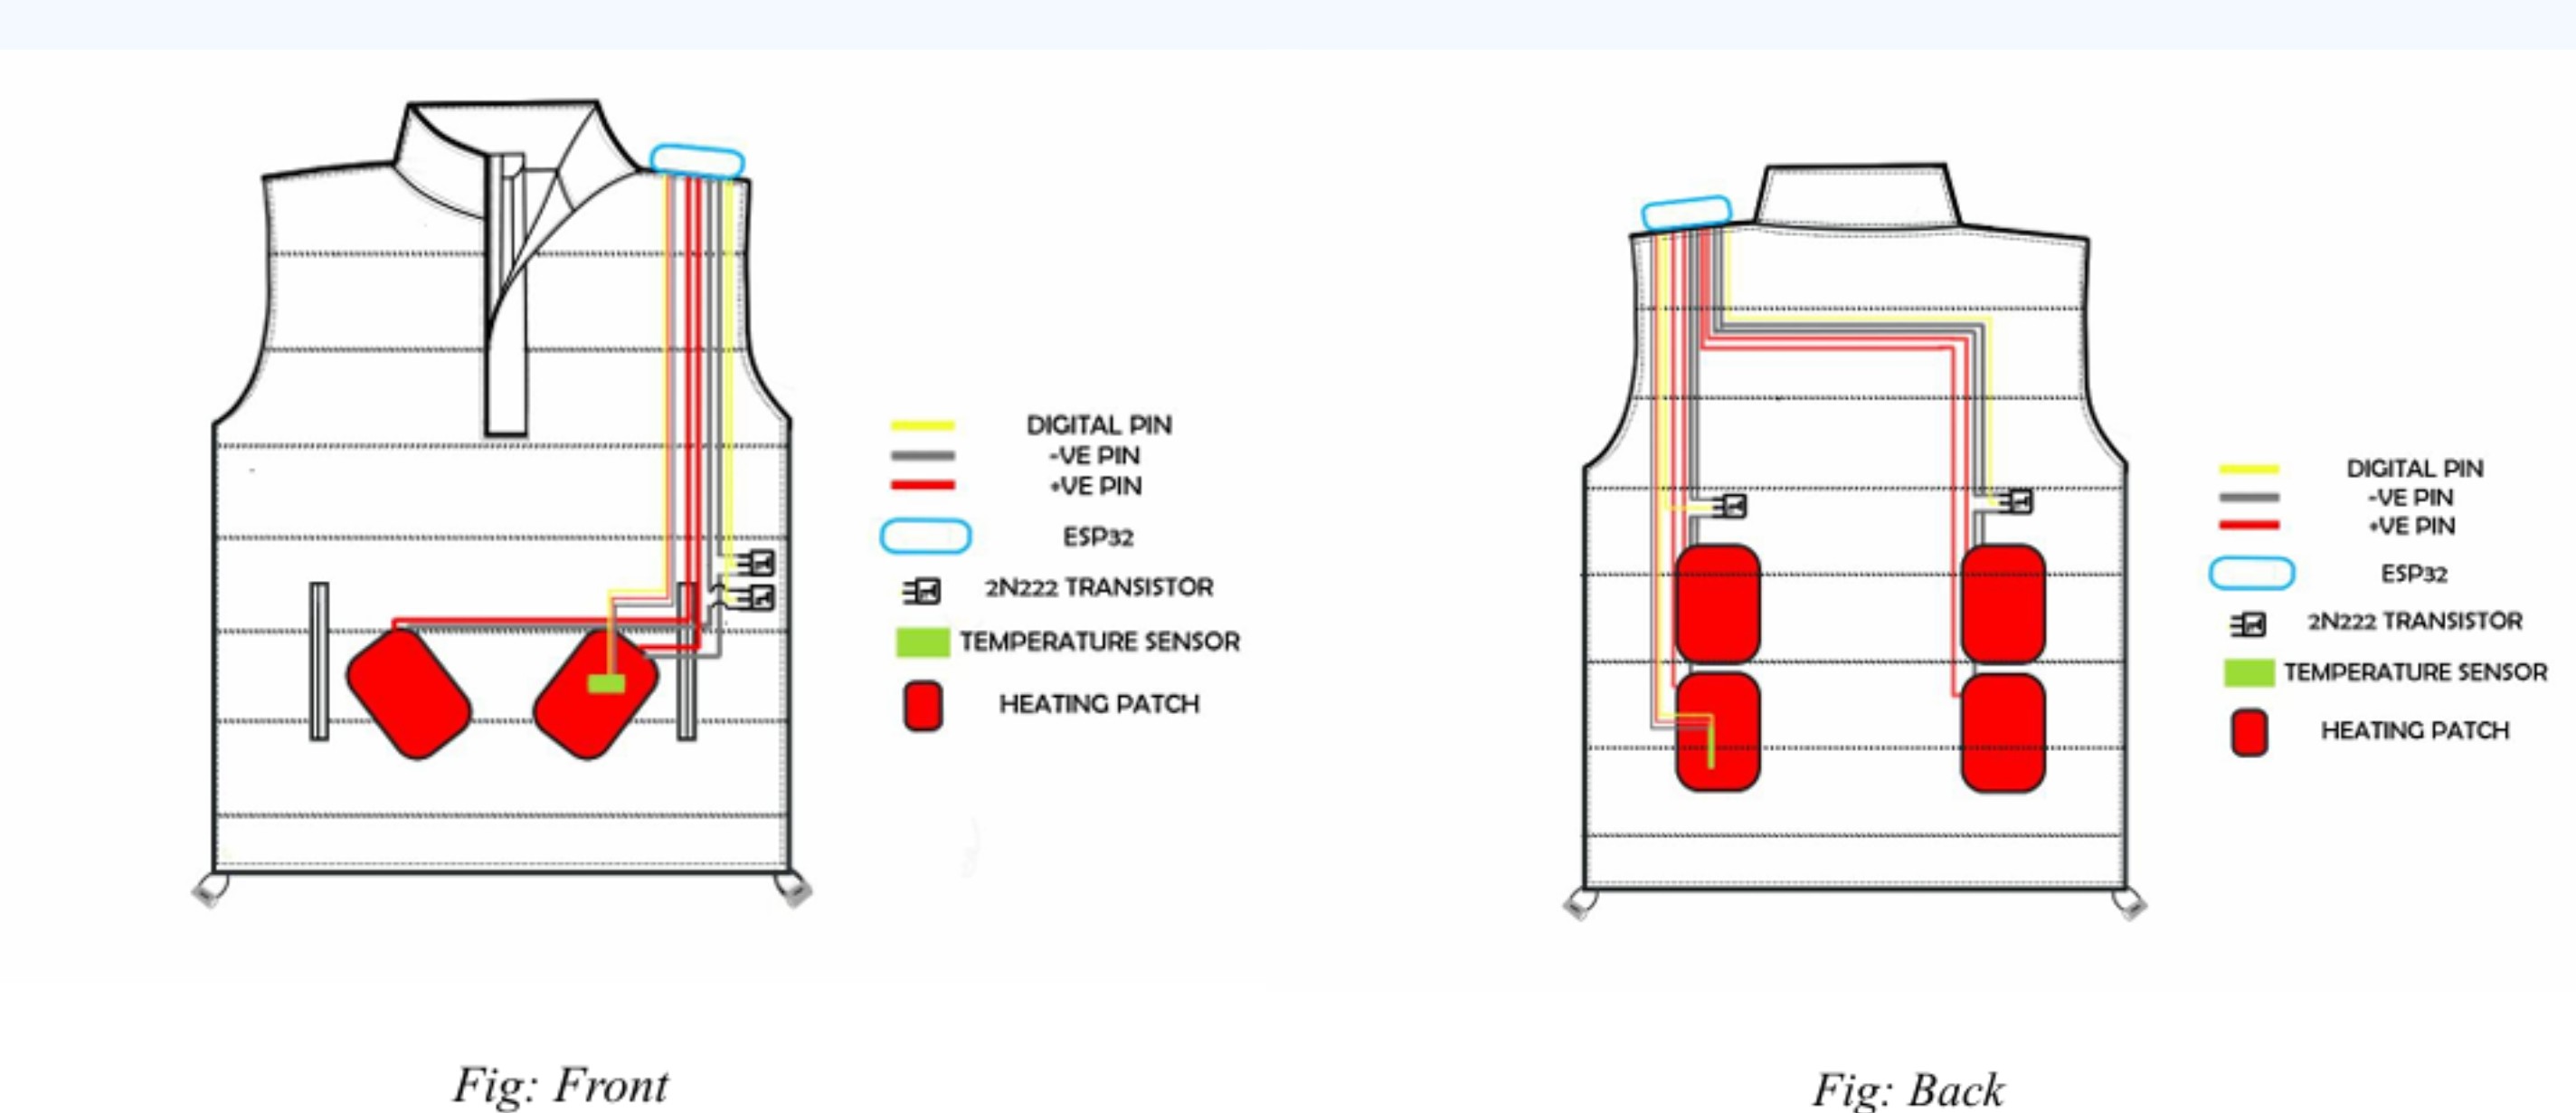 DIGITAL PIN
-VE PIN
+VE PIN
ESP32
2N222 TRANSISTOR
TEMPERATURE SENSOR
HEATING PATCH
Fig: Front
DIGITAL PIN
-VE PIN
+VE PIN
ESP32
2N222 TRANSISTOR
TEMPERATURE SENSOR
HEATING PATCH
Fig: Back